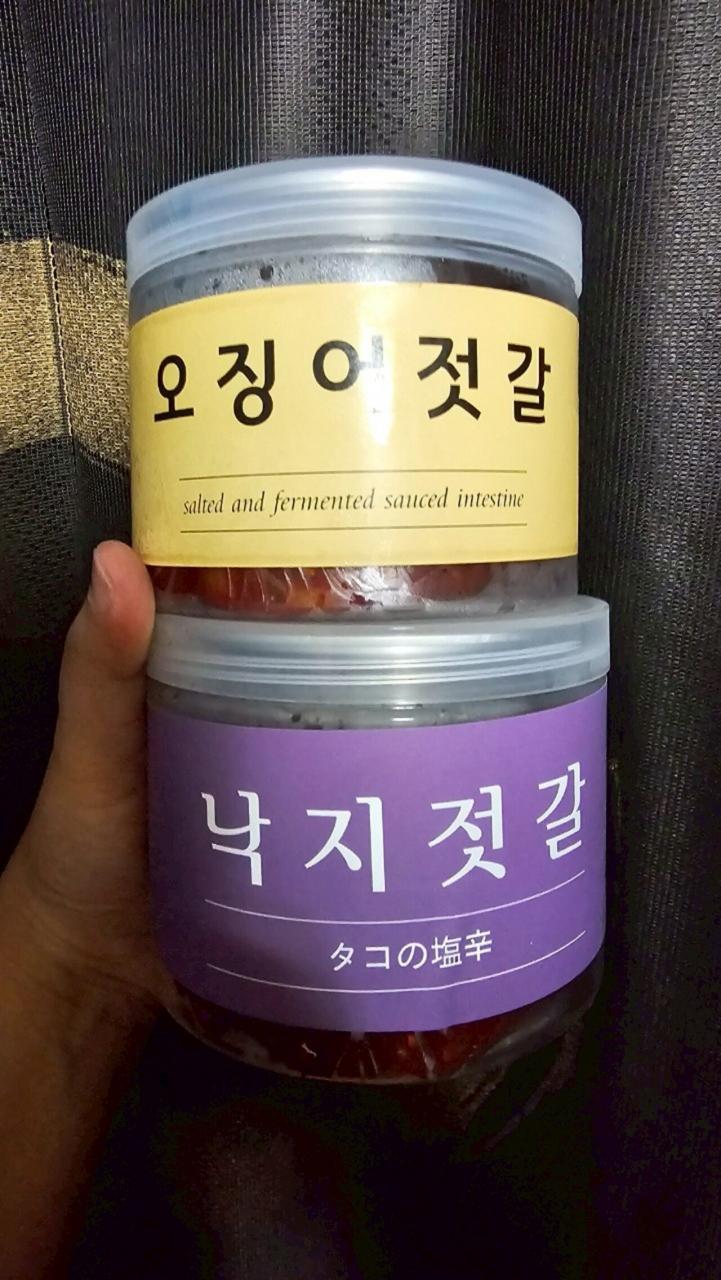 오징어젓갈
salted and fermented sauced intestine
낙지젓갈
タコの塩辛